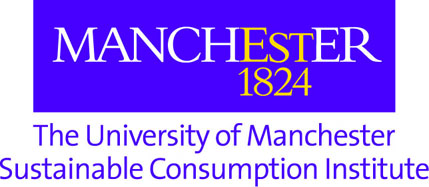 MANCHESTER
1824
The University of Manchester
Sustainable Consumption Institute